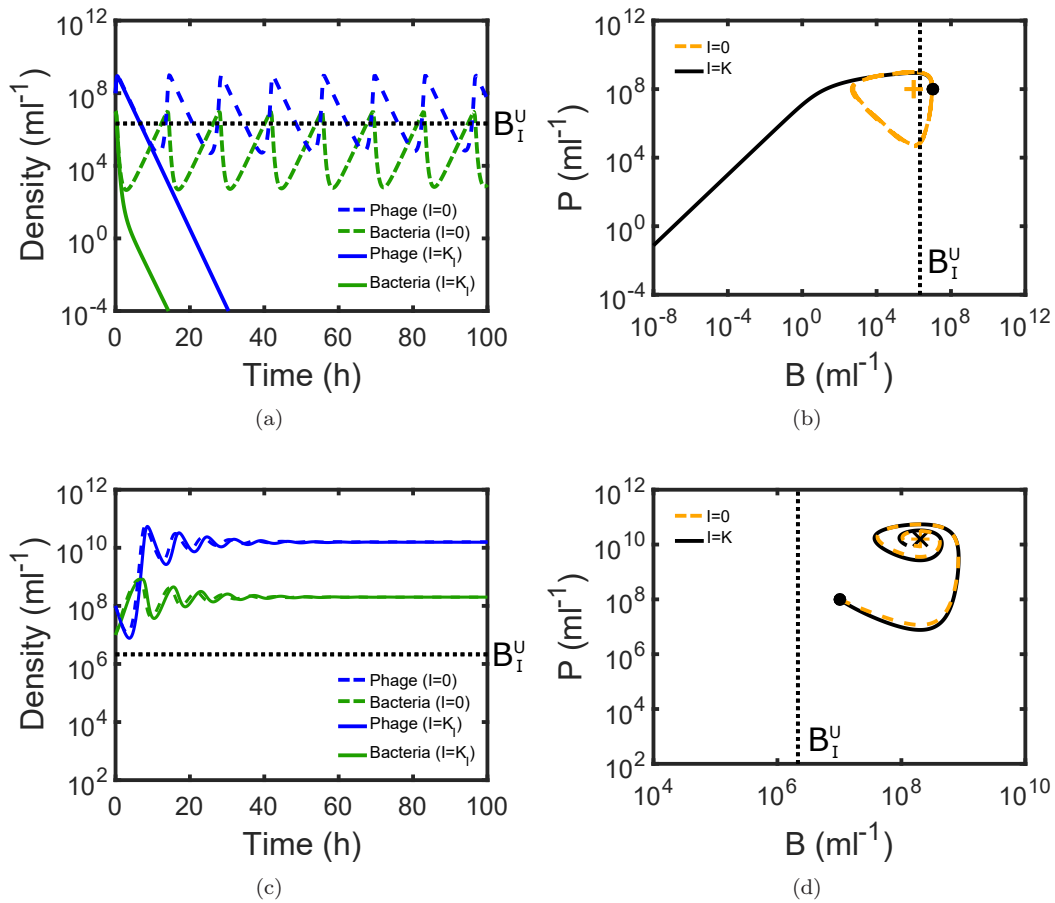 10^12
10^8
10^4
10^0
10^-4
Density (ml^-1)
0 20 40 60 80 100
Time (h)
B_I^U
Phage (I=0)
Bacteria (I=0)
Phage (I=K_I)
Bacteria (I=K_I)
(a)
10^12
10^8
10^4
10^0
10^-4
P (ml^-1)
I=0
I=K
B_I^U
10^-8 10^-4 10^0 10^4 10^8 10^12
B (ml^-1)
(b)
10^12
10^10
10^8
10^6
10^4
10^2
Density (ml^-1)
B_I^U
Phage (I=0)
Bacteria (I=0)
Phage (I=K_I)
Bacteria (I=K_I)
0 20 40 60 80 100
Time (h)
(c)
10^12
10^10
10^8
10^6
10^4
10^2
P (ml^-1)
I=0
I=K
B_I^U
10^4 10^6 10^8 10^10
B (ml^-1)
(d)